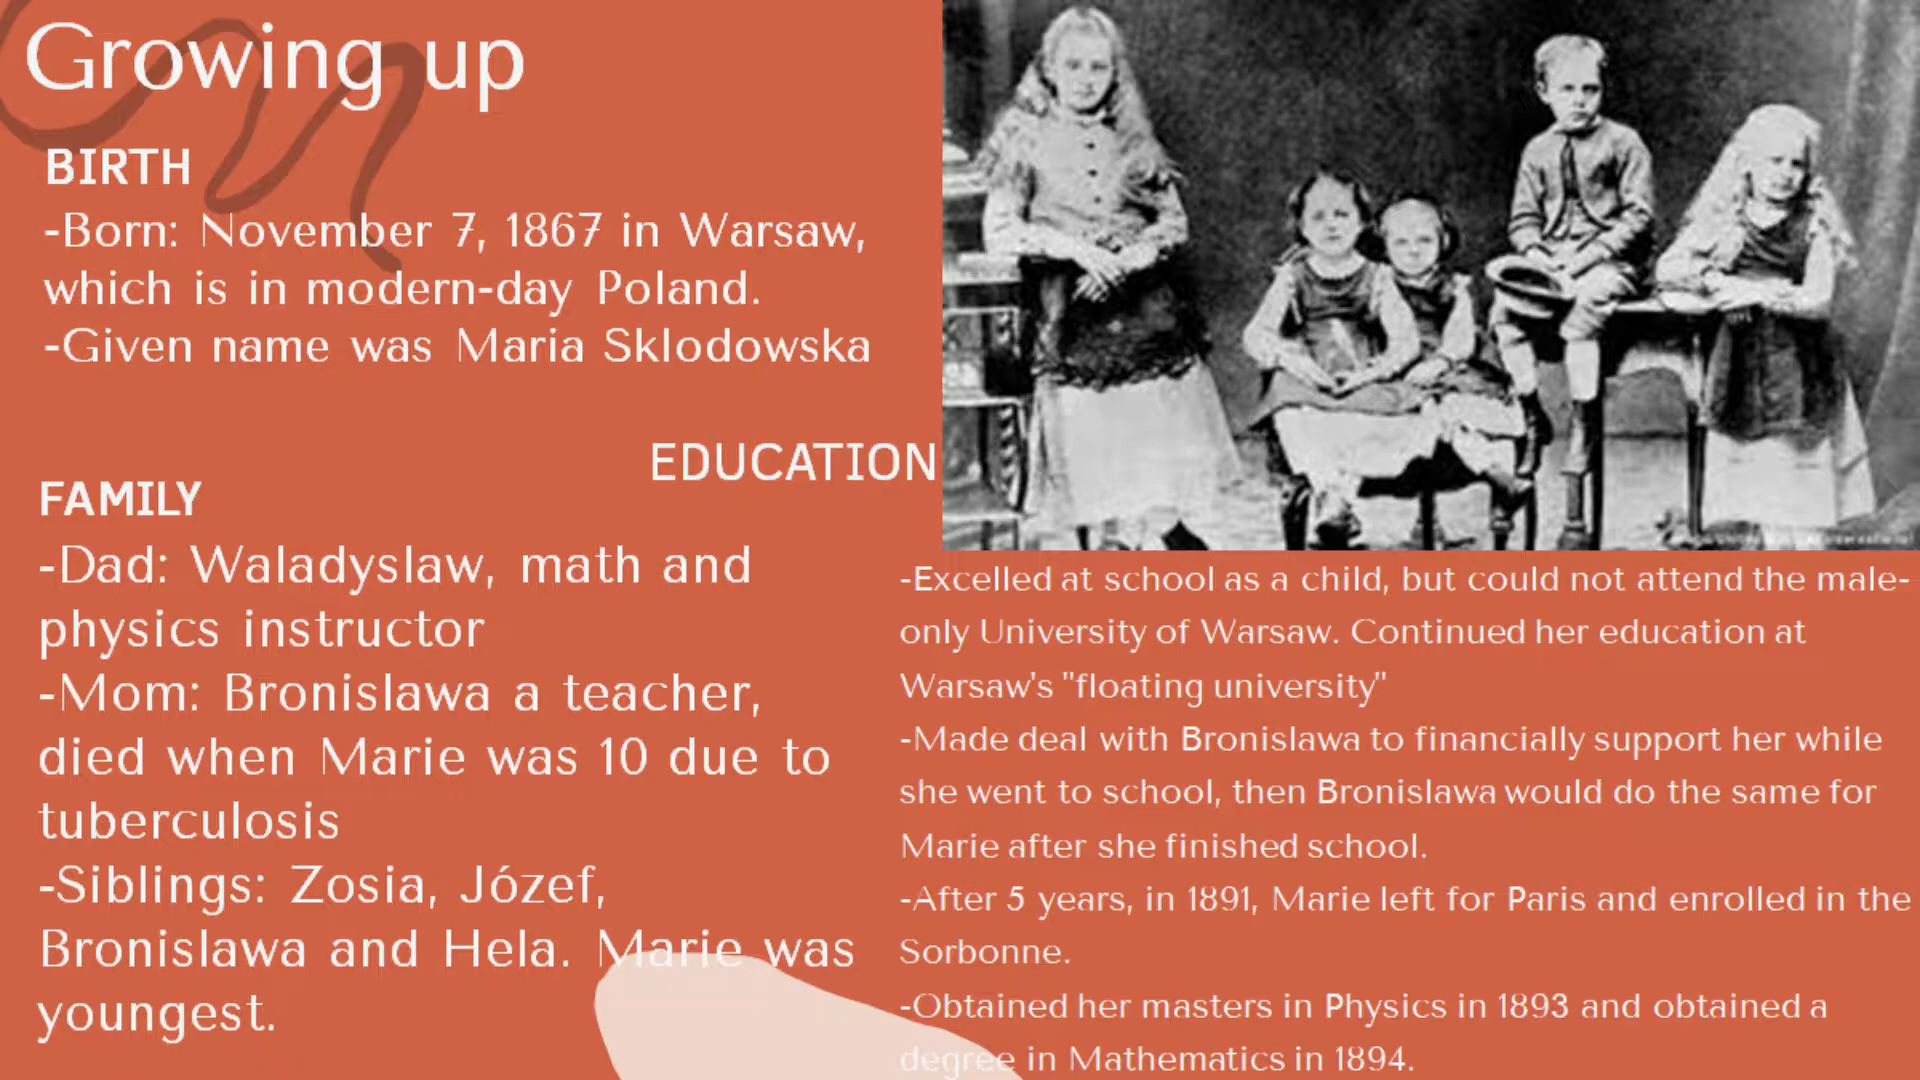 Growing up
BIRTH
-Born: November 7, 1867 in Warsaw,
which is in modern-day Poland.
-Given name was Maria Sklodowska
FAMILY
-Dad: Waladyslaw, math and
physics instructor
-Mom: Bronislawa a teacher,
died when Marie was 10 due to
tuberculosis
-Siblings: Zosia, Józef,
Bronislawa and Hela. Marie was
youngest.
EDUCATION
-Excelled at school as a child, but could not attend the male-
only University of Warsaw. Continued her education at
Warsaw's "floating university"
-Made deal with Bronislawa to financially support her while
she went to school, then Bronislawa would do the same for
Marie after she finished school.
-After 5 years, in 1891, Marie left for Paris and enrolled in the
Sorbonne.
-Obtained her masters in Physics in 1893 and obtained a
degree in Mathematics in 1894.